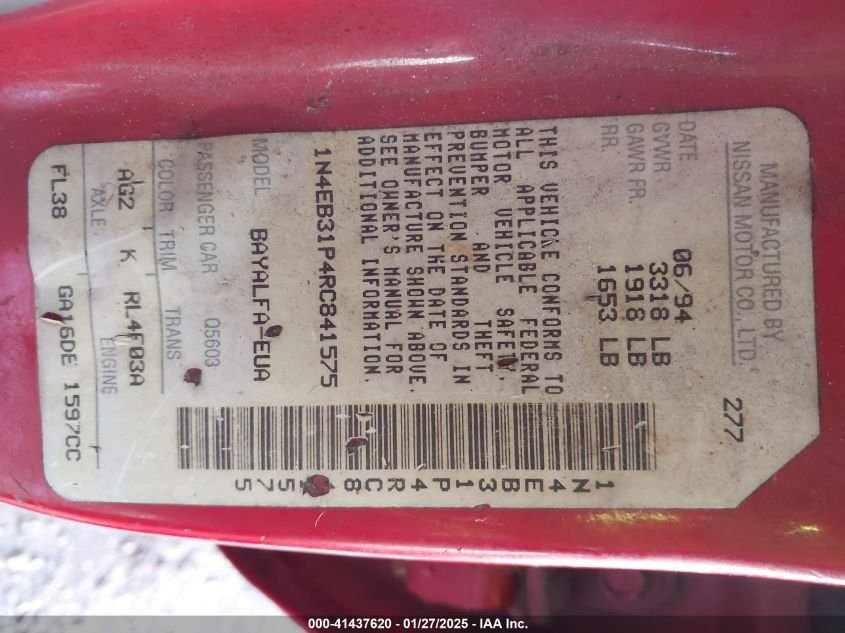 MANUFACTURED BY
NISSAN MOTOR CO., LTD.
277
DATE 06/94
GVWR 3318 LB
GAWR FR. 1918 LB
RR. 1653 LB
THIS VEHICLE CONFORMS TO
ALL APPLICABLE FEDERAL
MOTOR VEHICLE SAFETY,
BUMPER AND THEFT
PREVENTION STANDARDS IN
EFFECT ON THE DATE OF
MANUFACTURE SHOWN ABOVE.
SEE OWNER'S MANUAL FOR
ADDITIONAL INFORMATION.
1N4EB31P4RC841575
MODEL BAYALFA-EUA
PASSENGER CAR Q5603
COLOR TRIM TRANS
AG2 K RL4F03A
AXLE ENGINE
FL38 GA16DE 1597CC
1N4EB31P4RC8 575
000-41437620 - 01/27/2025 - IAA Inc.